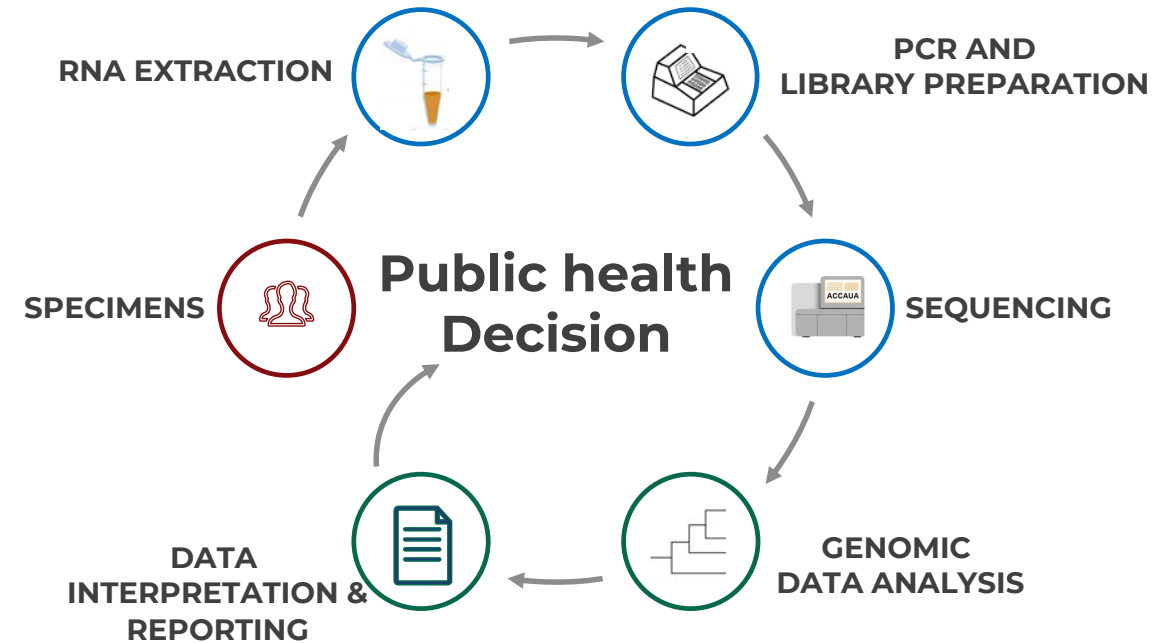 RNA EXTRACTION
PCR AND
LIBRARY PREPARATION
SPECIMENS
Public health
Decision
ACCAUA
SEQUENCING
DATA
INTERPRETATION &
REPORTING
GENOMIC
DATA ANALYSIS